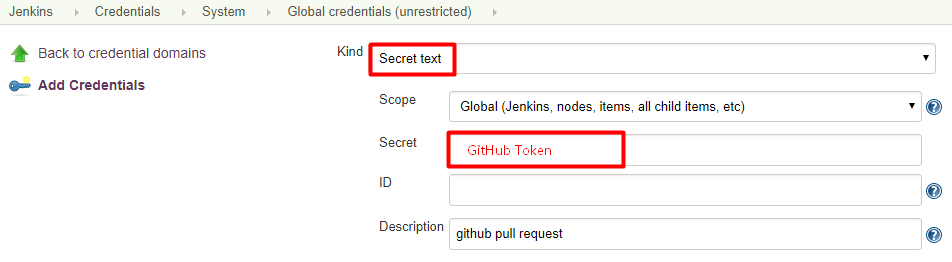 Jenkins Credentials System Global credentials (unrestricted)
Back to credential domains
Add Credentials
Kind Secret text
Scope Global (Jenkins, nodes, items, all child items, etc)
Secret GitHub Token
ID
Description github pull request